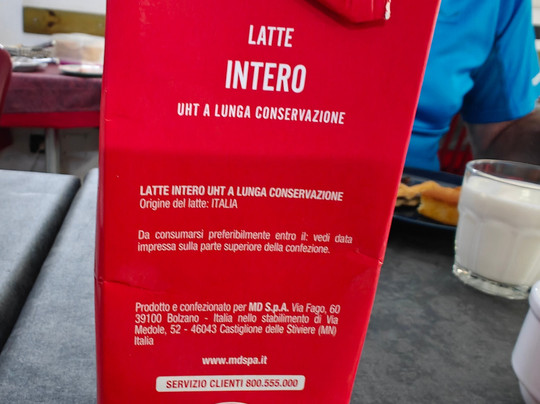 LATTE
INTERO
UHT A LUNGA CONSERVAZIONE
LATTE INTERO UHT A LUNGA CONSERVAZIONE
Origine del latte: ITALIA
Da consumarsi preferibilmente entro il: vedi data
impressa sulla parte superiore della confezione.
Prodotto e confezionato per MD S.p.A. Via Fago, 60
39100 Bolzano - Italia nello stabilimento di Via
Medole, 52 - 46043 Castiglione delle Stiviere (MN)
Italia
www.mdspa.it
SERVIZIO CLIENTI 800.555.000